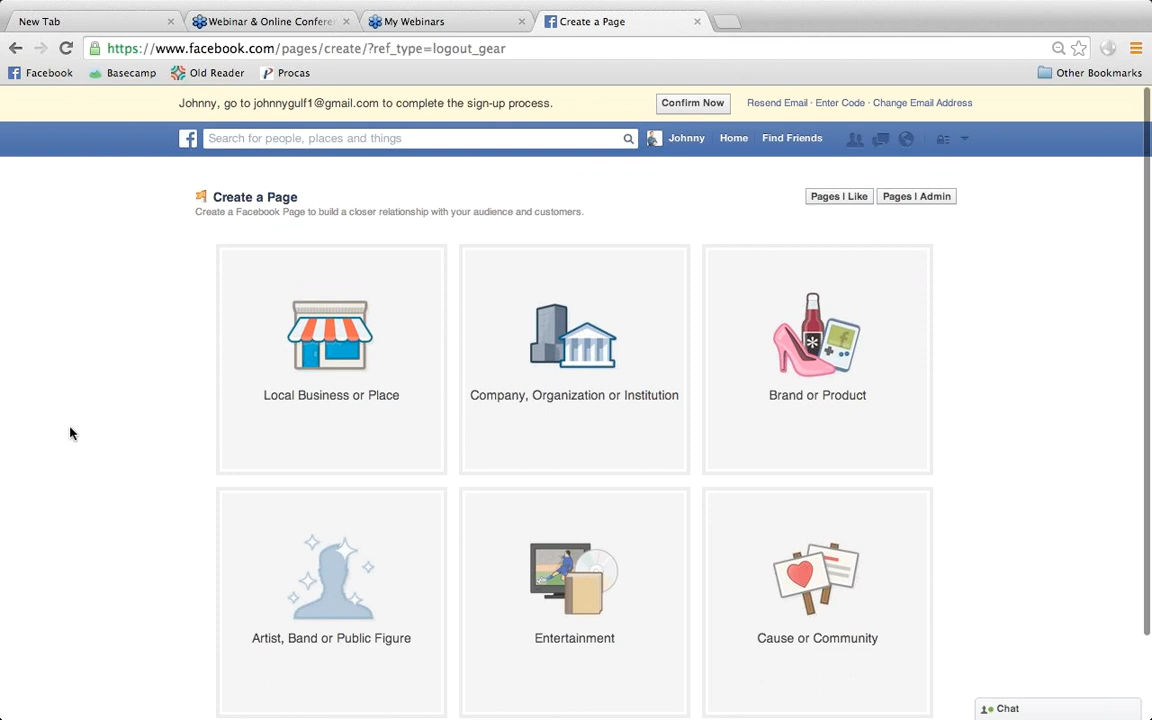 New Tab
Webinar & Online Conferen
My Webinars
Create a Page
https://www.facebook.com/pages/create/?ref_type=logout_gear
Facebook
Basecamp
Old Reader
Procas
Other Bookmarks
Johnny, go to johnnygulf1@gmail.com to complete the sign-up process.
Confirm Now
Resend Email · Enter Code · Change Email Address
Search for people, places and things
Johnny
Home
Find Friends
Create a Page
Create a Facebook Page to build a closer relationship with your audience and customers.
Pages I Like
Pages I Admin
Local Business or Place
Company, Organization or Institution
Brand or Product
Artist, Band or Public Figure
Entertainment
Cause or Community
Chat